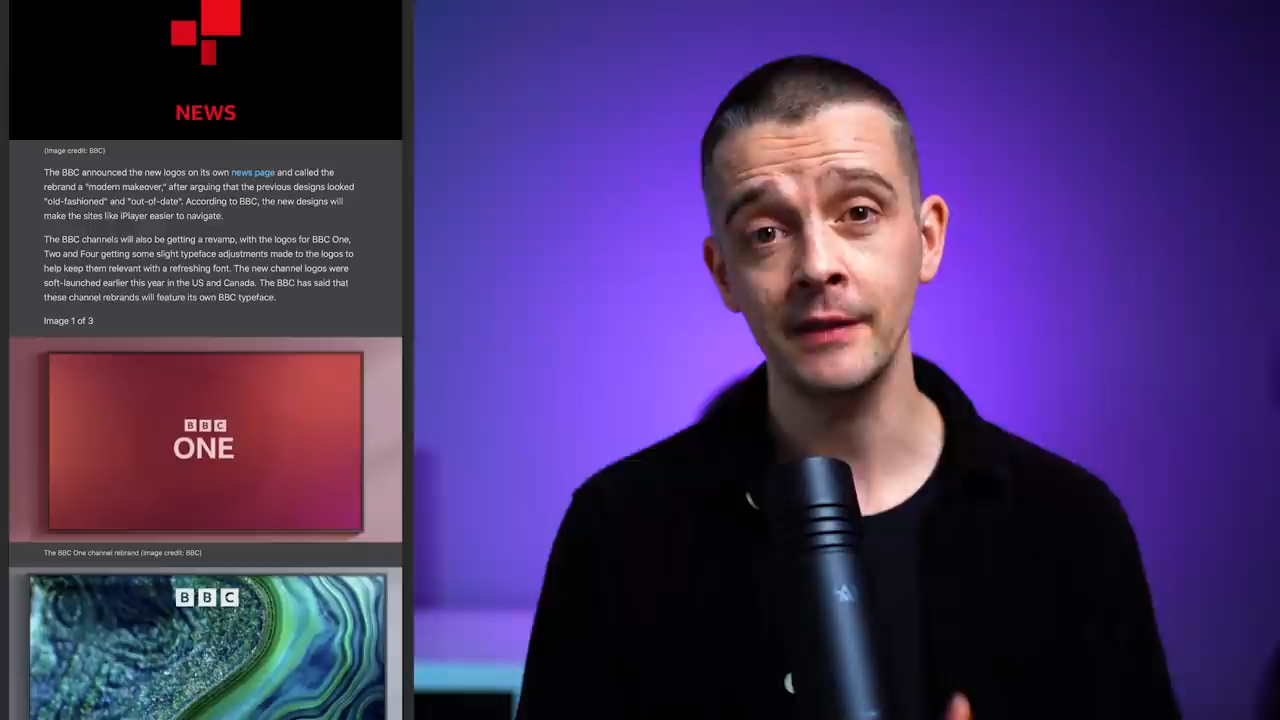 NEWS
(Image credit: BBC)
The BBC announced the new logos on its own news page and called the
rebrand a "modern makeover," after arguing that the previous designs looked
"old-fashioned" and "out-of-date". According to BBC, the new designs will
make the sites like iPlayer easier to navigate.
The BBC channels will also be getting a revamp, with the logos for BBC One,
Two and Four getting some slight typeface adjustments made to the logos to
help keep them relevant with a refreshing font. The new channel logos were
soft-launched earlier this year in the US and Canada. The BBC has said that
these channel rebrands will feature its own BBC typeface.
Image 1 of 3
BBC
ONE
The BBC One channel rebrand (Image credit: BBC)
BBC